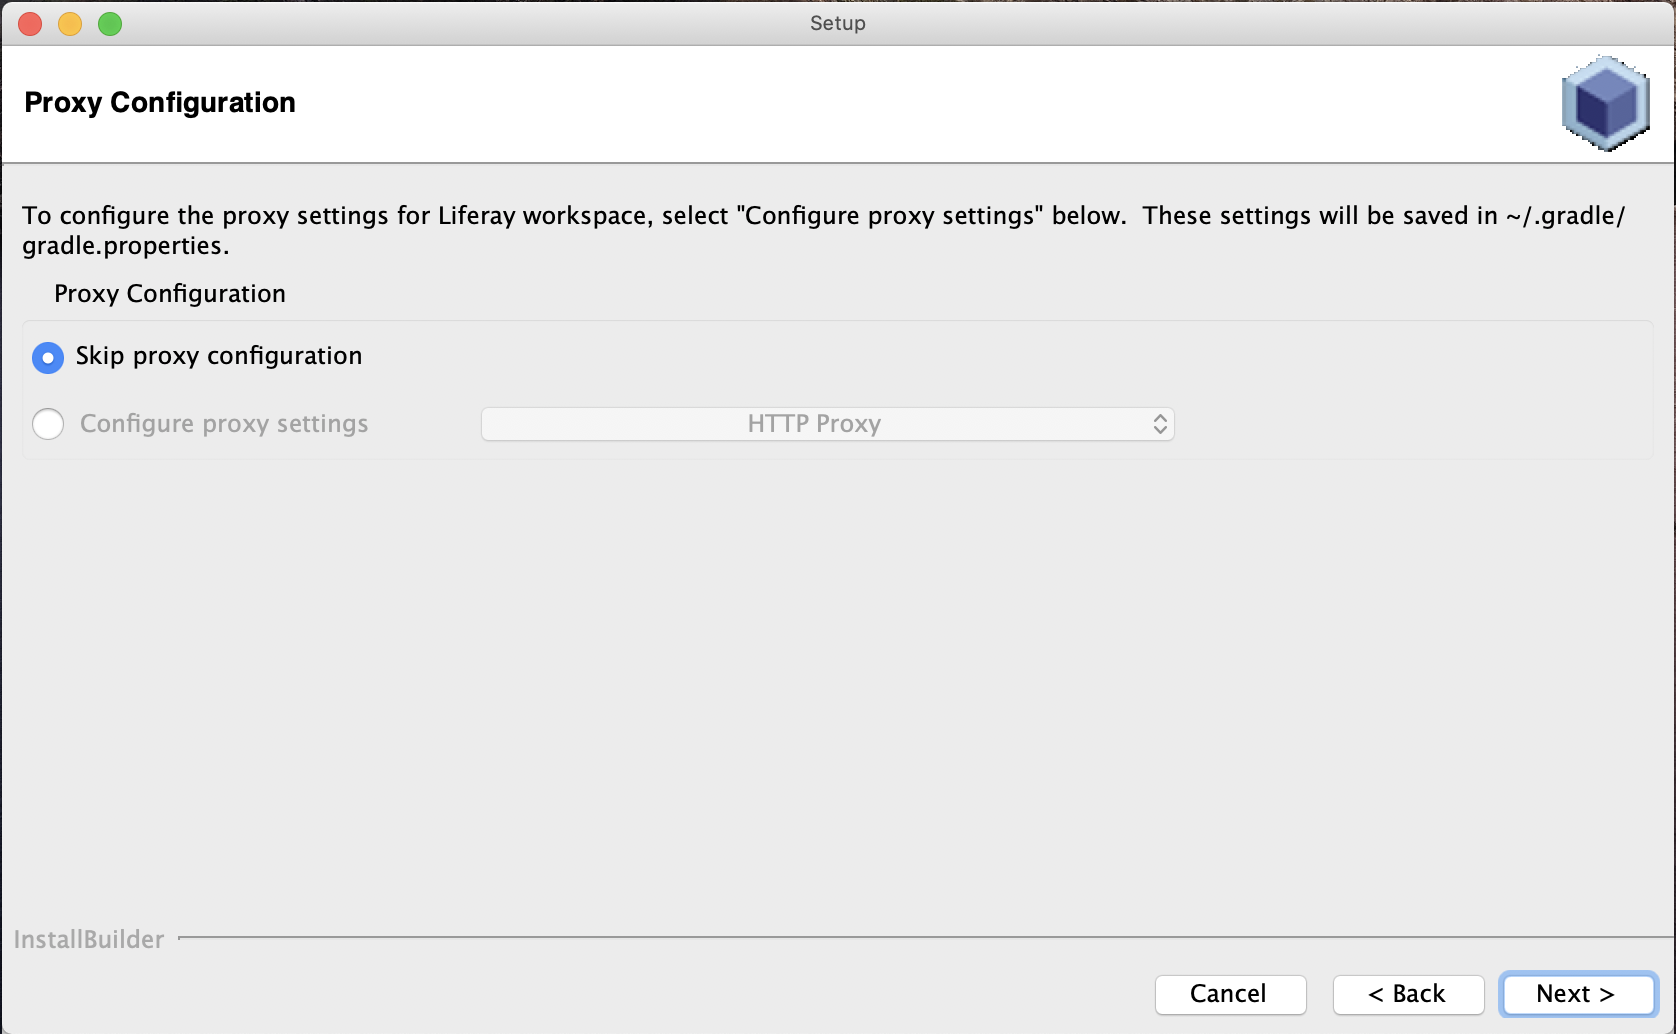 Setup
Proxy Configuration
To configure the proxy settings for Liferay workspace, select "Configure proxy settings" below.  These settings will be saved in ~/.gradle/
gradle.properties.
Proxy Configuration
Skip proxy configuration
Configure proxy settings HTTP Proxy
InstallBuilder
Cancel < Back Next >